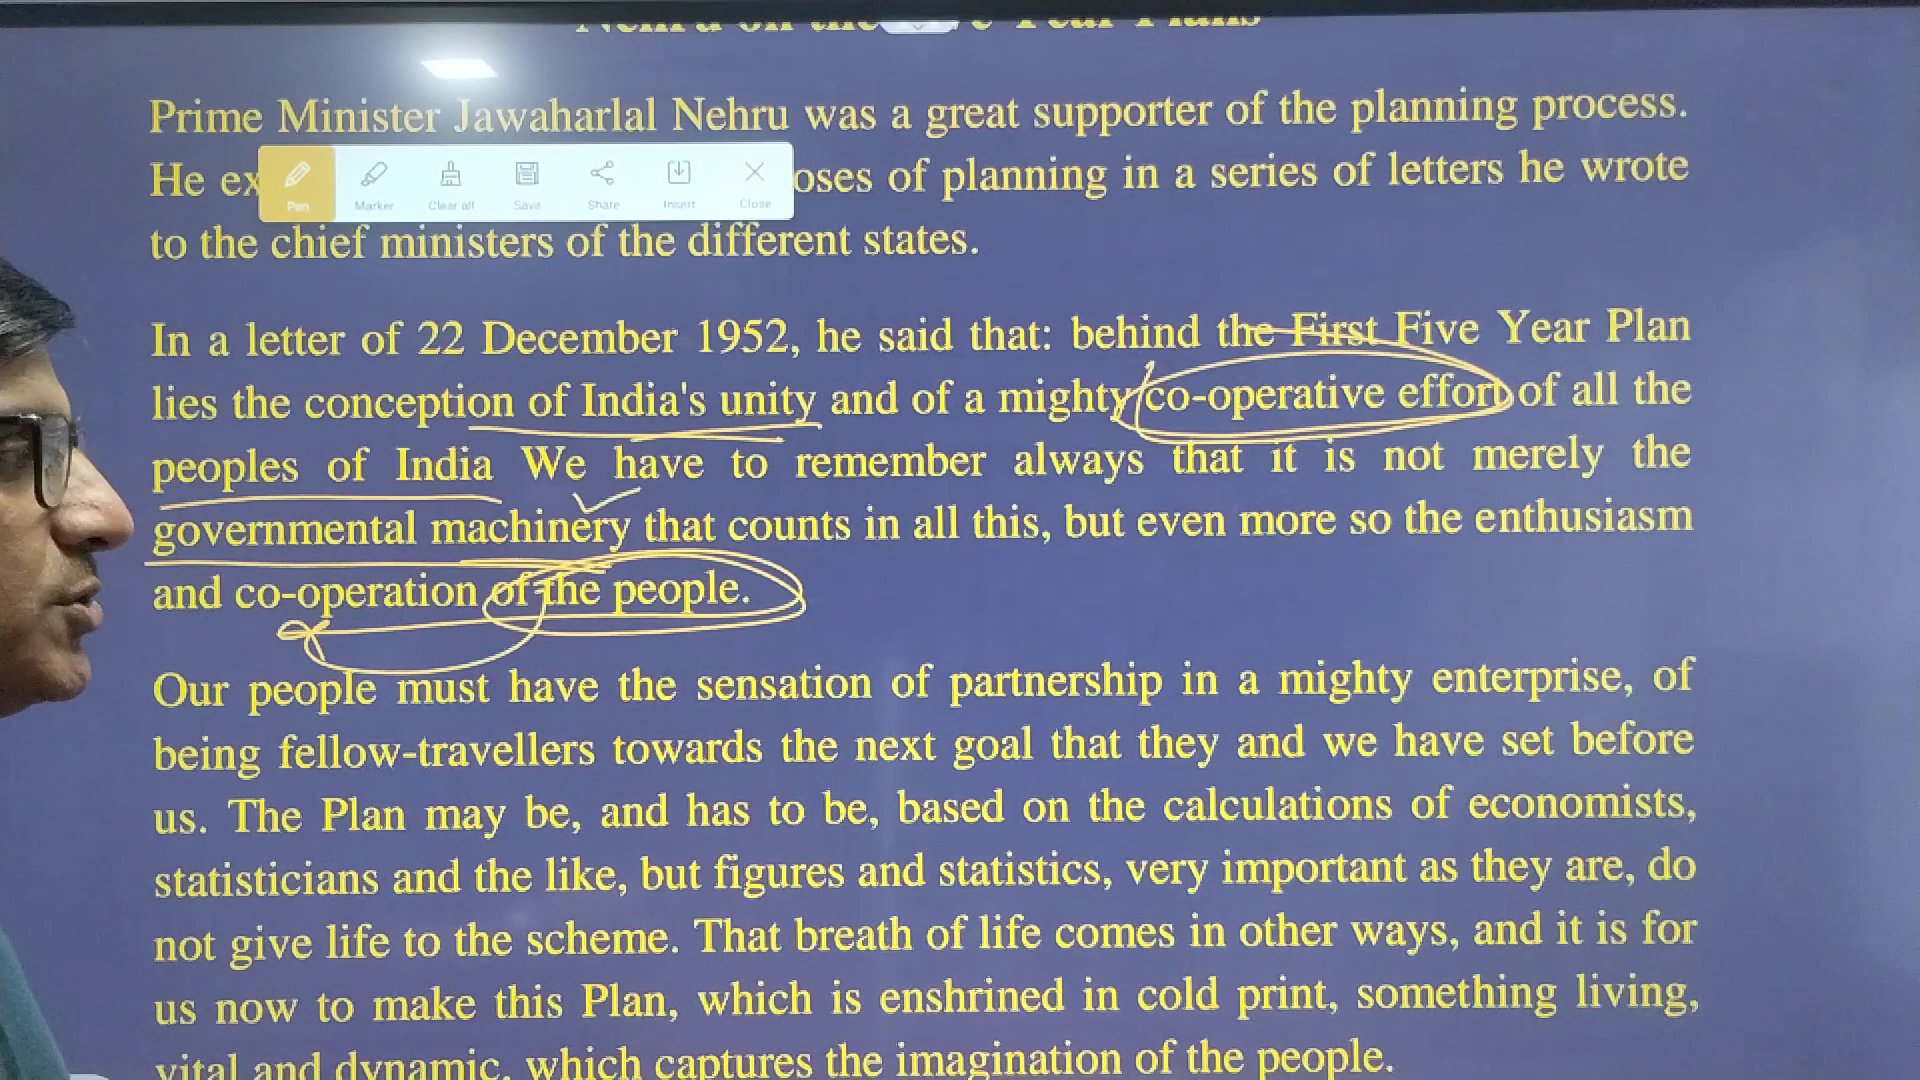 Nehru on the Year Plans
Prime Minister Jawaharlal Nehru was a great supporter of the planning process.
He oses of planning in a series of letters he wrote
Pen Marker Clear all Save Share Insert Close
to the chief ministers of the different states.
In a letter of 22 December 1952, he said that: behind the First Five Year Plan
lies the conception of India's unity and of a mighty co-operative effort of all the
peoples of India We have to remember always that it is not merely the
governmental machinery that counts in all this, but even more so the enthusiasm
and co-operation of the people.
Our people must have the sensation of partnership in a mighty enterprise, of
being fellow-travellers towards the next goal that they and we have set before
us. The Plan may be, and has to be, based on the calculations of economists,
statisticians and the like, but figures and statistics, very important as they are, do
not give life to the scheme. That breath of life comes in other ways, and it is for
us now to make this Plan, which is enshrined in cold print, something living,
vital and dynamic, which captures the imagination of the people.